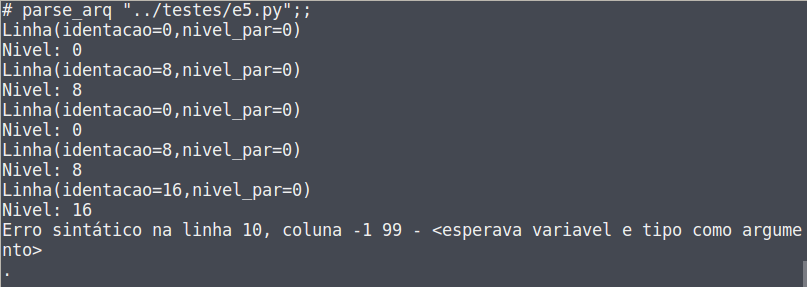 # parse_arq "../testes/e5.py";;
Linha(identacao=0,nivel_par=0)
Nivel: 0
Linha(identacao=8,nivel_par=0)
Nivel: 8
Linha(identacao=0,nivel_par=0)
Nivel: 0
Linha(identacao=8,nivel_par=0)
Nivel: 8
Linha(identacao=16,nivel_par=0)
Nivel: 16
Erro sintático na linha 10, coluna -1 99 - <esperava variavel e tipo como argume
nto>
.